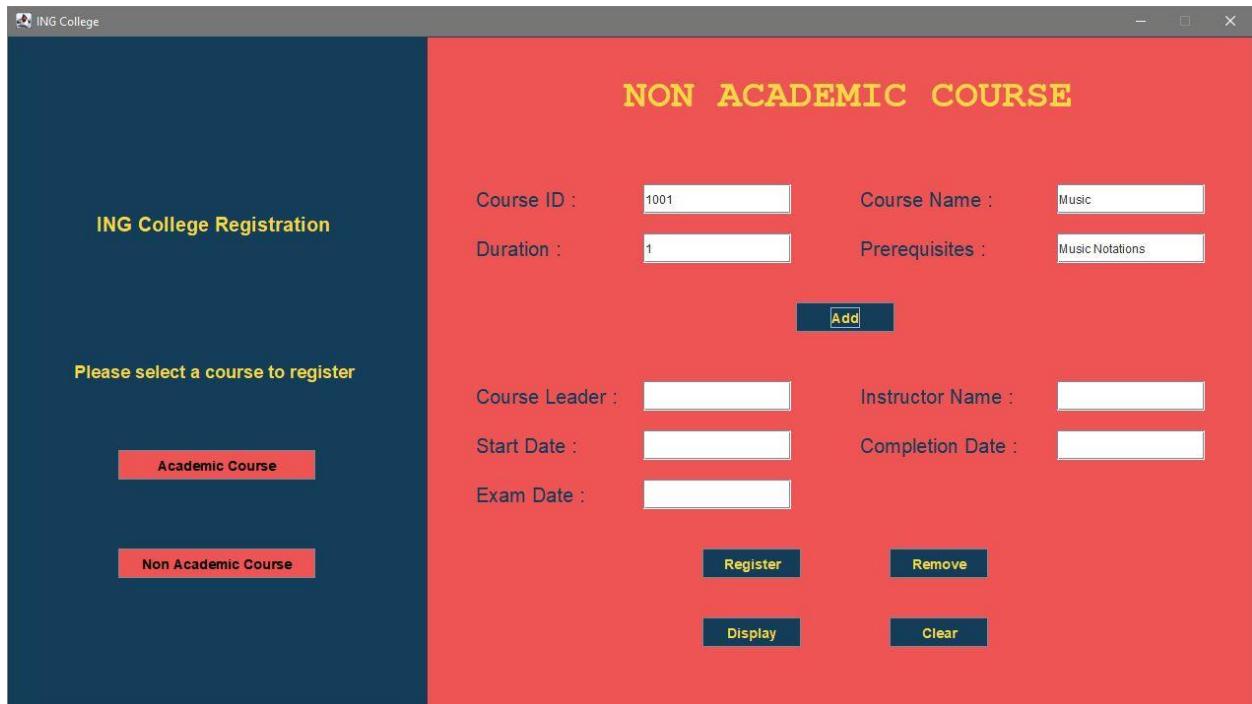 ING College
NON ACADEMIC COURSE
ING College Registration
Please select a course to register
Academic Course
Non Academic Course
Course ID : 1001 Course Name : Music
Duration : 1 Prerequisites : Music Notations
Add
Course Leader : Instructor Name :
Start Date : Completion Date :
Exam Date :
Register Remove
Display Clear